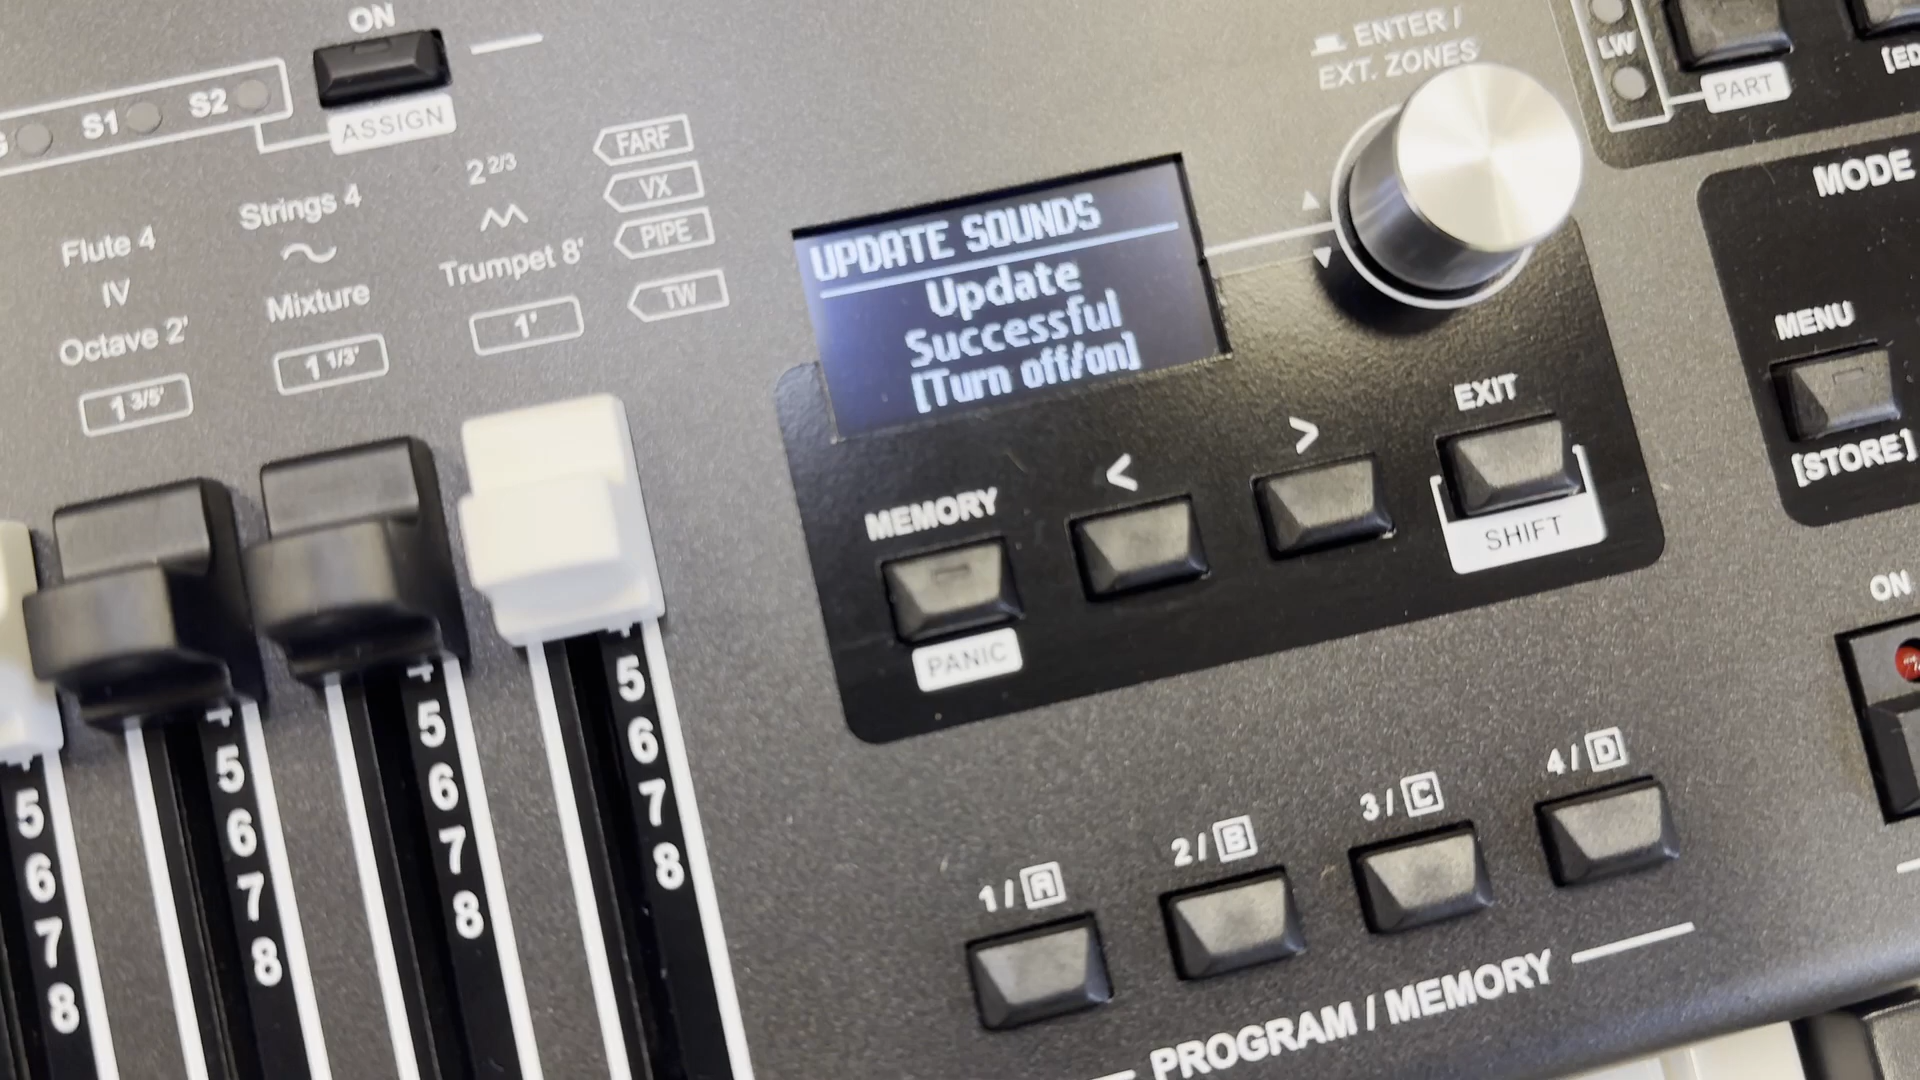 ON
S1
S2
ASSIGN
Flute 4
IV
Octave 2'
1 3/5'
Strings 4
Mixture
1 1/3'
2 2/3
Trumpet 8'
1'
FARF
VX
PIPE
TW
UPDATE SOUNDS
Update
Successful
[Turn off/on]
ENTER /
EXT. ZONES
LW
PART
[ED
MODE
MENU
[STORE]
MEMORY
<
>
EXIT
PANIC
SHIFT
ON
5
6
7
8
5
6
7
8
5
6
7
8
5
6
7
8
1 / A
2 / B
3 / C
4 / D
PROGRAM / MEMORY